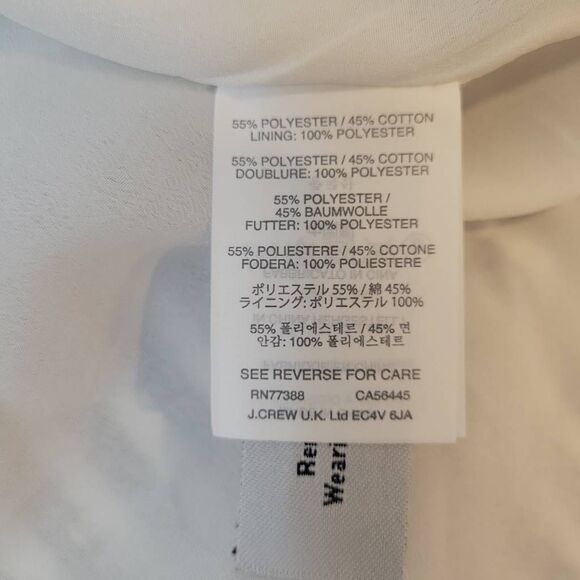 55% POLYESTER / 45% COTTON
LINING: 100% POLYESTER
55% POLYESTER / 45% COTTON
DOUBLURE: 100% POLYESTER
55% POLYESTER /
45% BAUMWOLLE
FUTTER: 100% POLYESTER
55% POLIESTERE / 45% COTONE
FODERA: 100% POLIESTERE
ポリエステル 55% / 綿 45%
ライニング: ポリエステル 100%
55% 폴리에스테르 / 45% 면
안감: 100% 폴리에스테르
SEE REVERSE FOR CARE
RN77388 CA56445
J.CREW U.K. Ltd EC4V 6JA